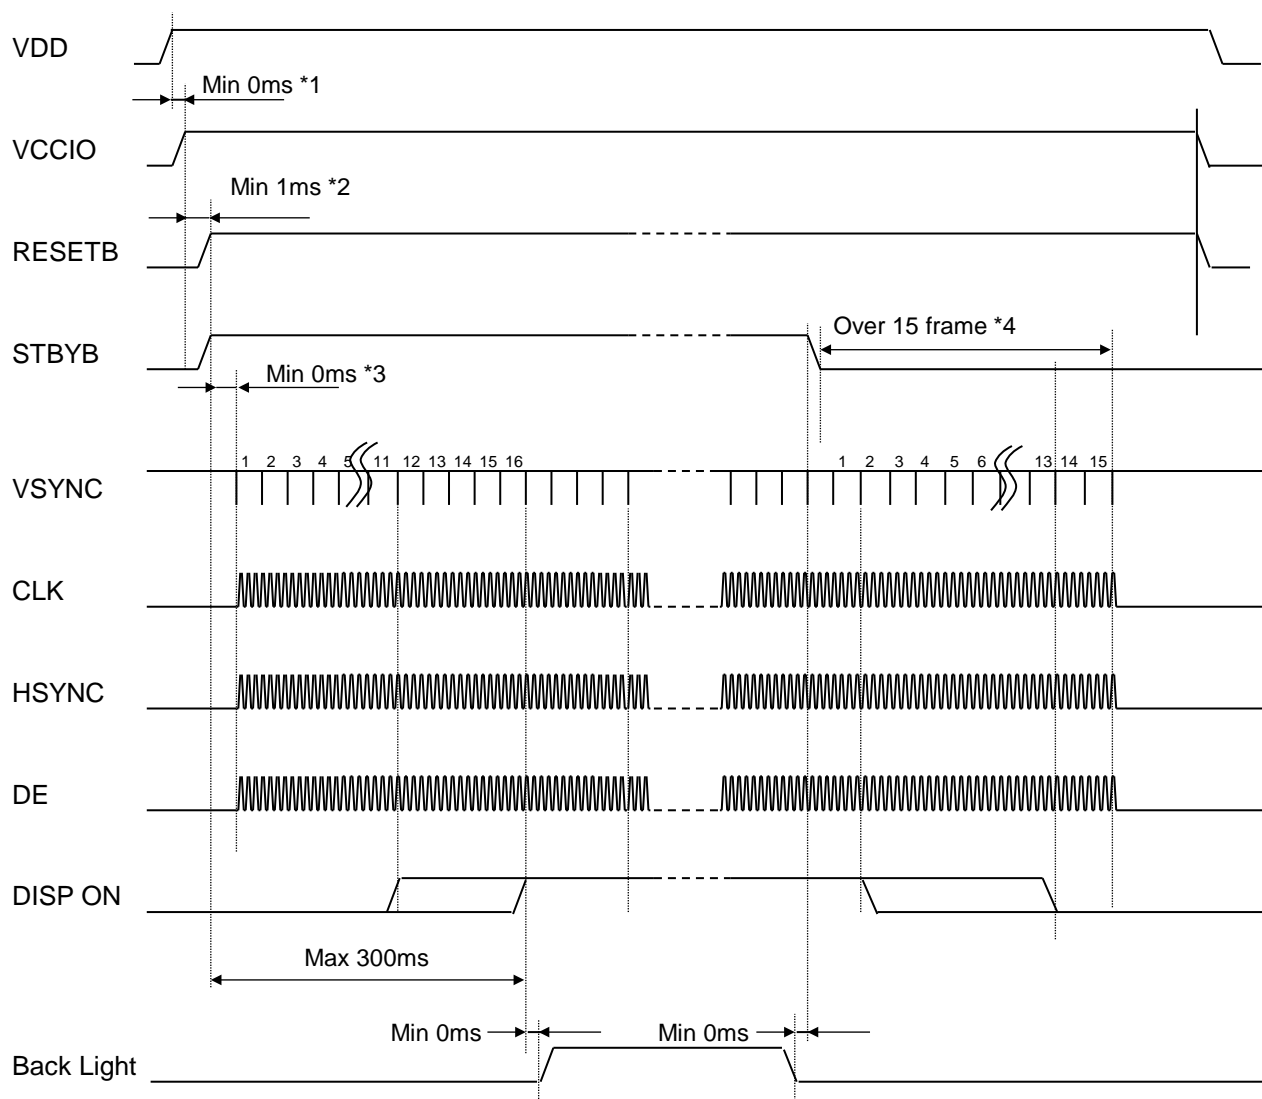 VDD
Min 0ms *1
VCCIO
Min 1ms *2
RESETB
Over 15 frame *4
STBYB
Min 0ms *3
1 2 3 4 5 11 12 13 14 15 16 1 2 3 4 5 6 13 14 15
VSYNC
CLK
HSYNC
DE
DISP ON
Max 300ms
Min 0ms Min 0ms
Back Light